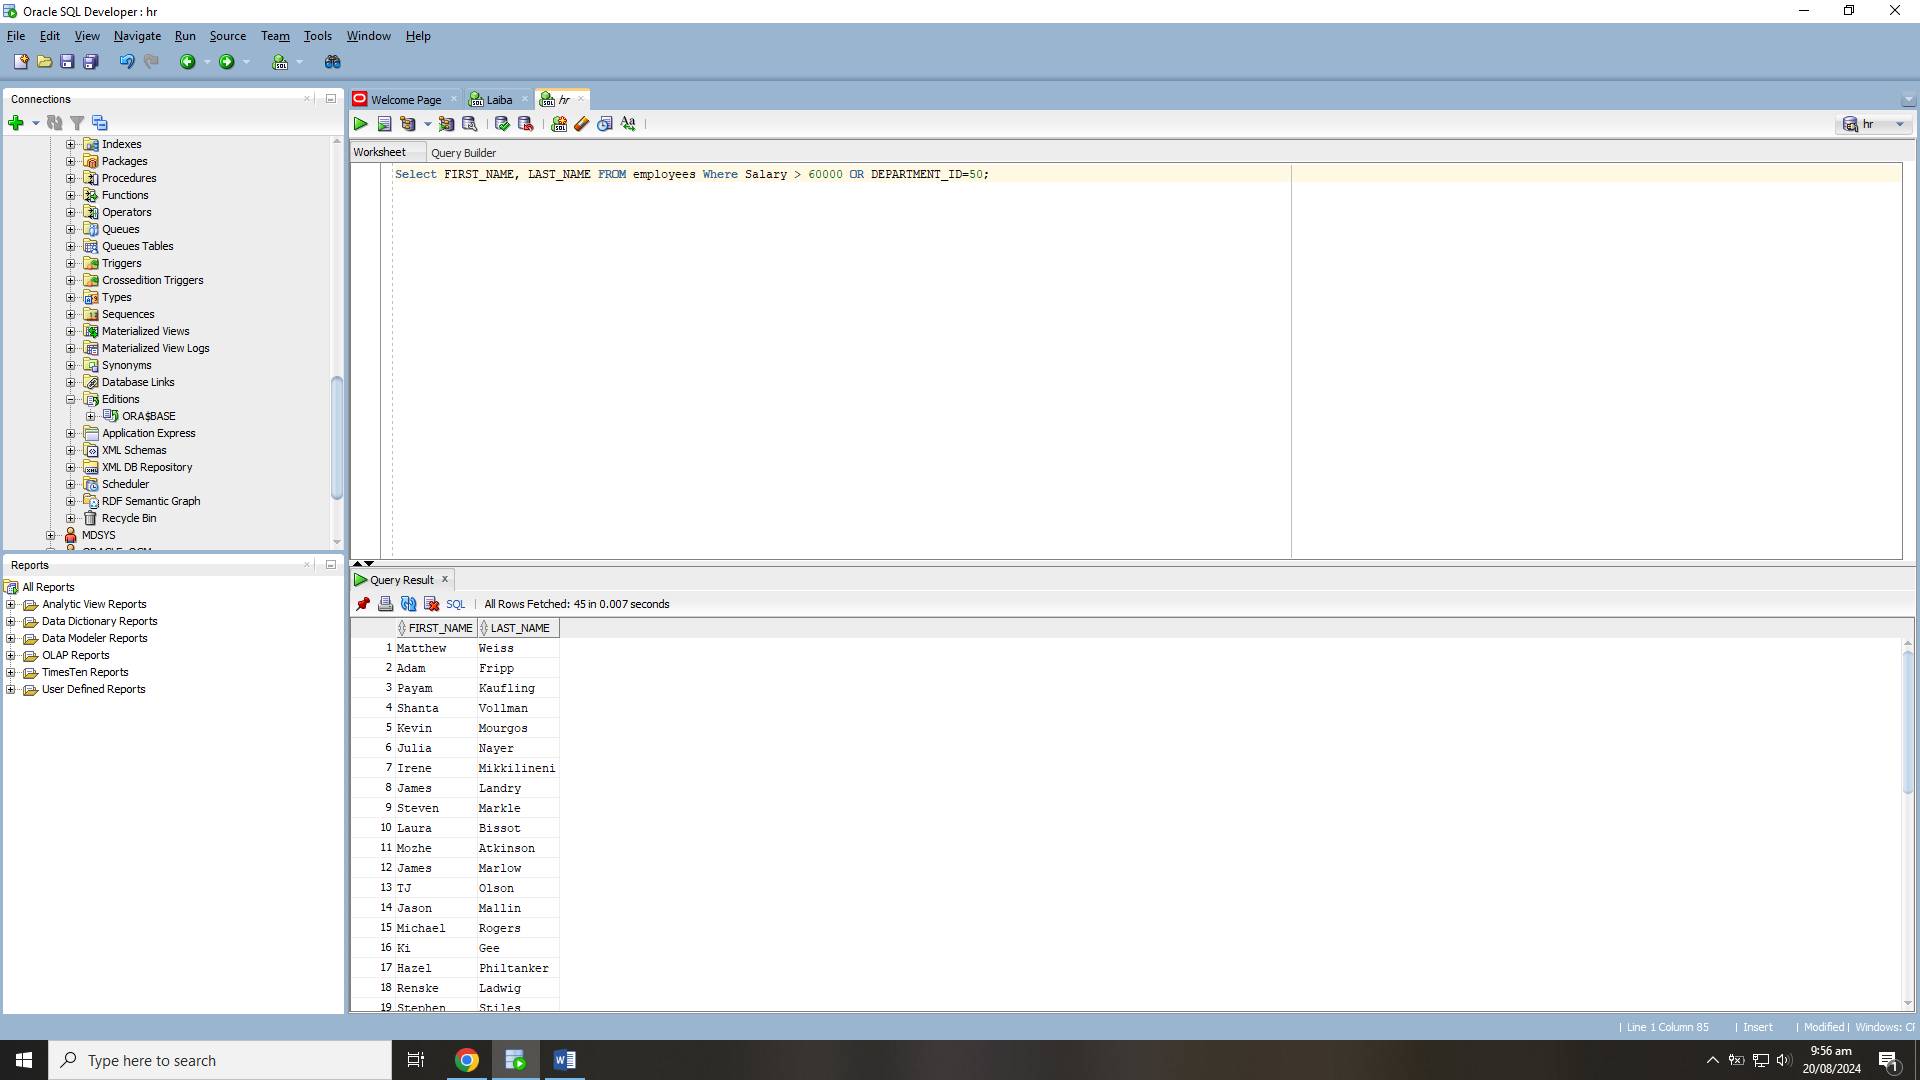 Oracle SQL Developer : hr
File Edit View Navigate Run Source Team Tools Window Help
Connections
Indexes
Packages
Procedures
Functions
Operators
Queues
Queues Tables
Triggers
Crossedition Triggers
Types
Sequences
Materialized Views
Materialized View Logs
Synonyms
Database Links
Editions
ORA$BASE
Application Express
XML Schemas
XML DB Repository
Scheduler
RDF Semantic Graph
Recycle Bin
MDSYS
Reports
All Reports
Analytic View Reports
Data Dictionary Reports
Data Modeler Reports
OLAP Reports
TimesTen Reports
User Defined Reports
Welcome Page Laiba hr
hr
Worksheet Query Builder
Select FIRST_NAME, LAST_NAME FROM employees Where Salary > 60000 OR DEPARTMENT_ID=50;
Query Result
SQL All Rows Fetched: 45 in 0.007 seconds
FIRST_NAME LAST_NAME
1 Matthew Weiss
2 Adam Fripp
3 Payam Kaufling
4 Shanta Vollman
5 Kevin Mourgos
6 Julia Nayer
7 Irene Mikkilineni
8 James Landry
9 Steven Markle
10 Laura Bissot
11 Mozhe Atkinson
12 James Marlow
13 TJ Olson
14 Jason Mallin
15 Michael Rogers
16 Ki Gee
17 Hazel Philtanker
18 Renske Ladwig
19 Stephen Stiles
Line 1 Column 85 Insert Modified Windows:
Type here to search
9:56 am
20/08/2024
1